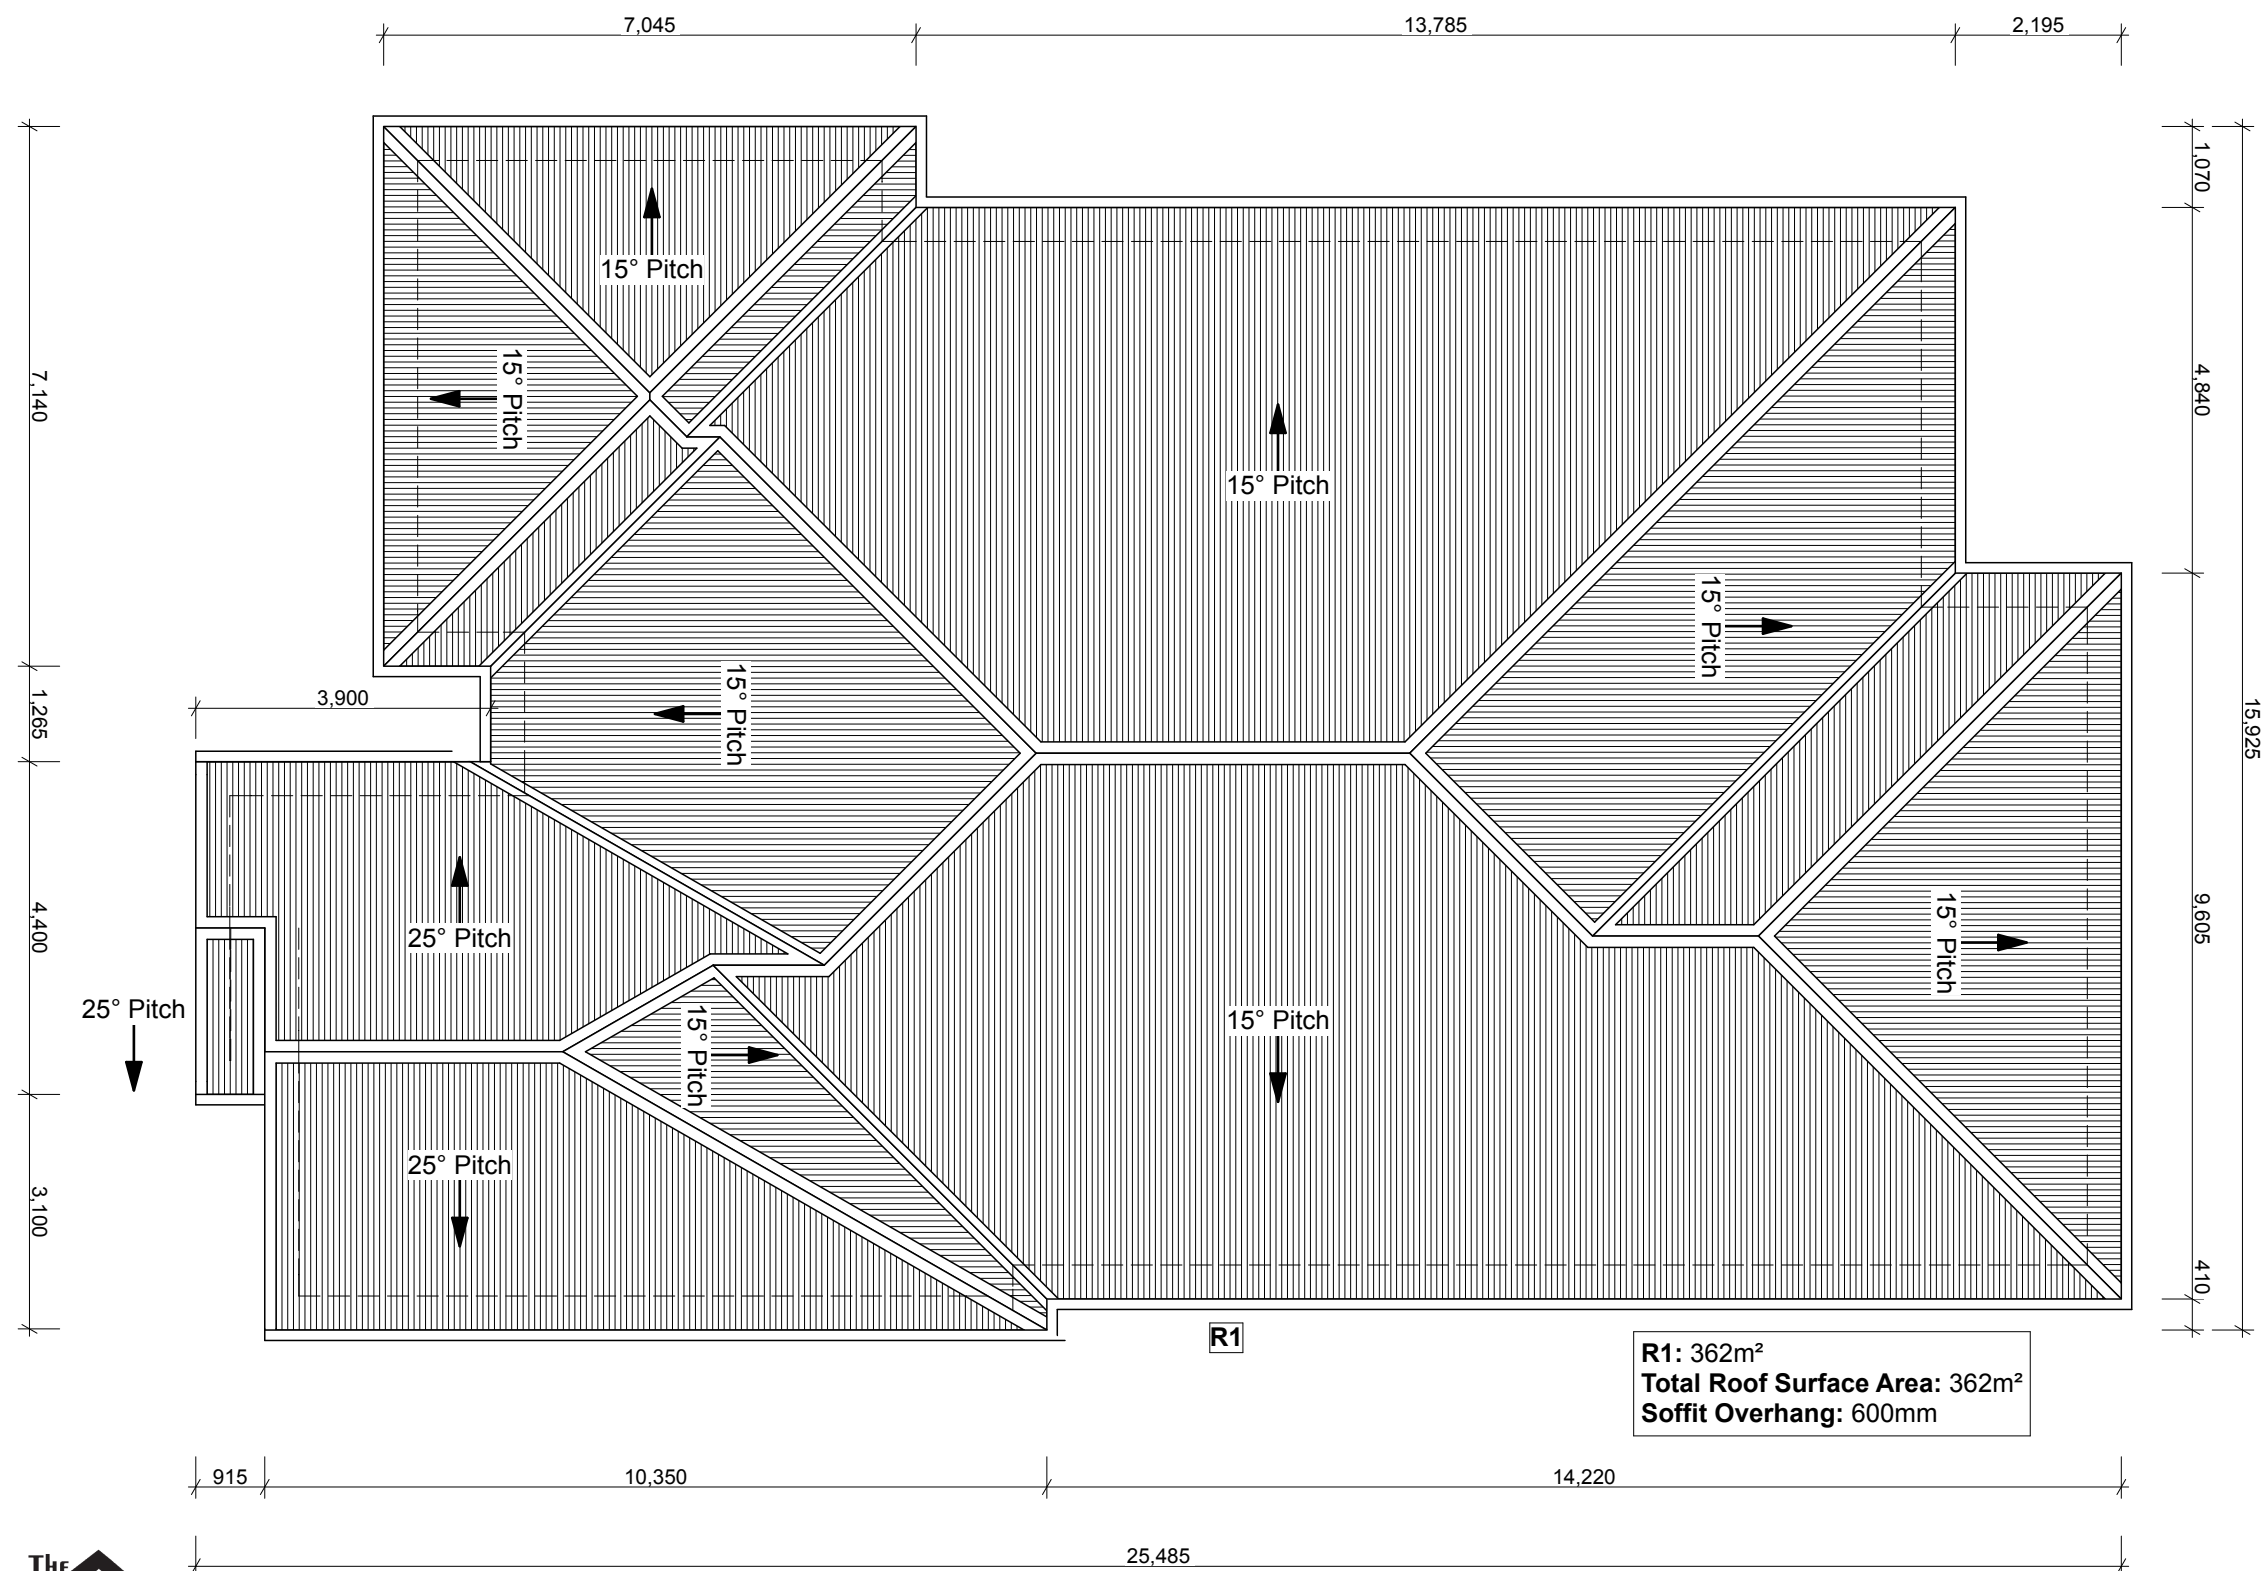 7,045
13,785
2,195
1,070
15° Pitch
15° Pitch
7,140
4,840
15° Pitch
15° Pitch
15° Pitch
1,265
3,900
15,925
25° Pitch
4,400
9,605
15° Pitch
25° Pitch
15° Pitch
15° Pitch
25° Pitch
3,100
410
R1
R1: 362m²
Total Roof Surface Area: 362m²
Soffit Overhang: 600mm
915
10,350
14,220
25,485
The